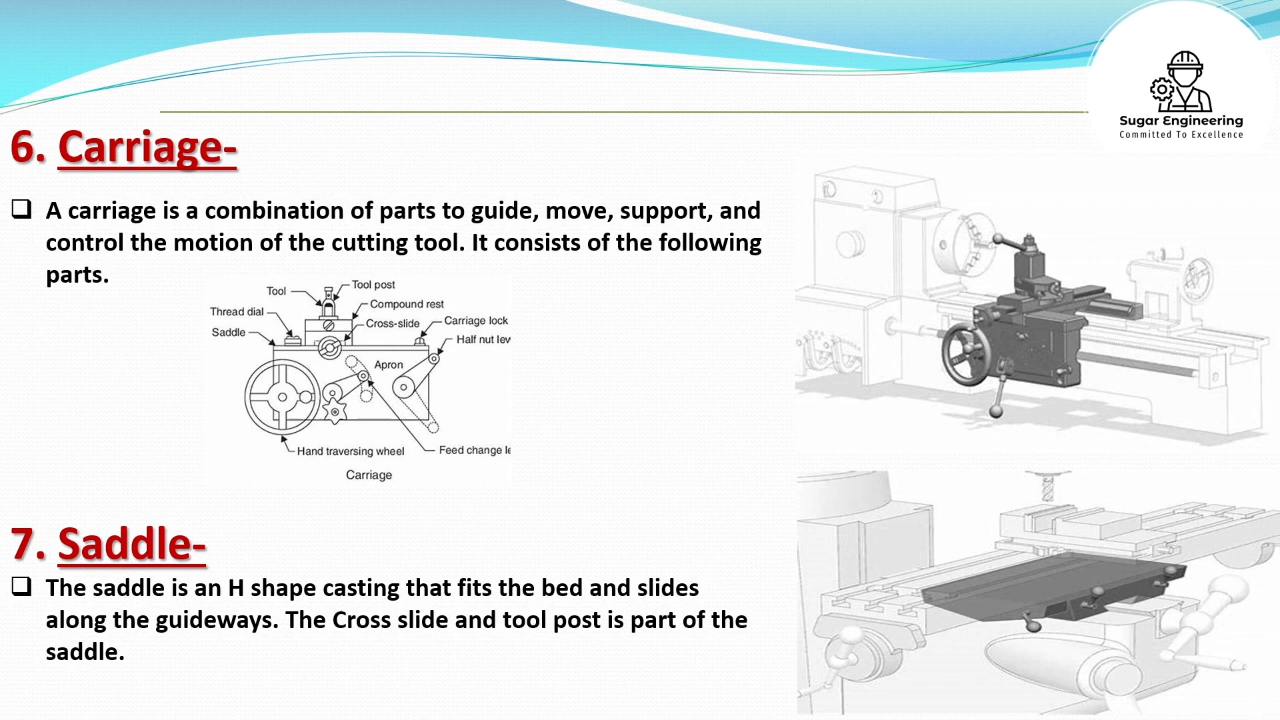 Sugar Engineering
Committed To Excellence
6. Carriage-
A carriage is a combination of parts to guide, move, support, and
control the motion of the cutting tool. It consists of the following
parts.
Tool
Tool post
Thread dial
Compound rest
Saddle
Cross-slide
Carriage lock
Half nut lev
Apron
Hand traversing wheel
Feed change le
Carriage
7. Saddle-
The saddle is an H shape casting that fits the bed and slides
along the guideways. The Cross slide and tool post is part of the
saddle.